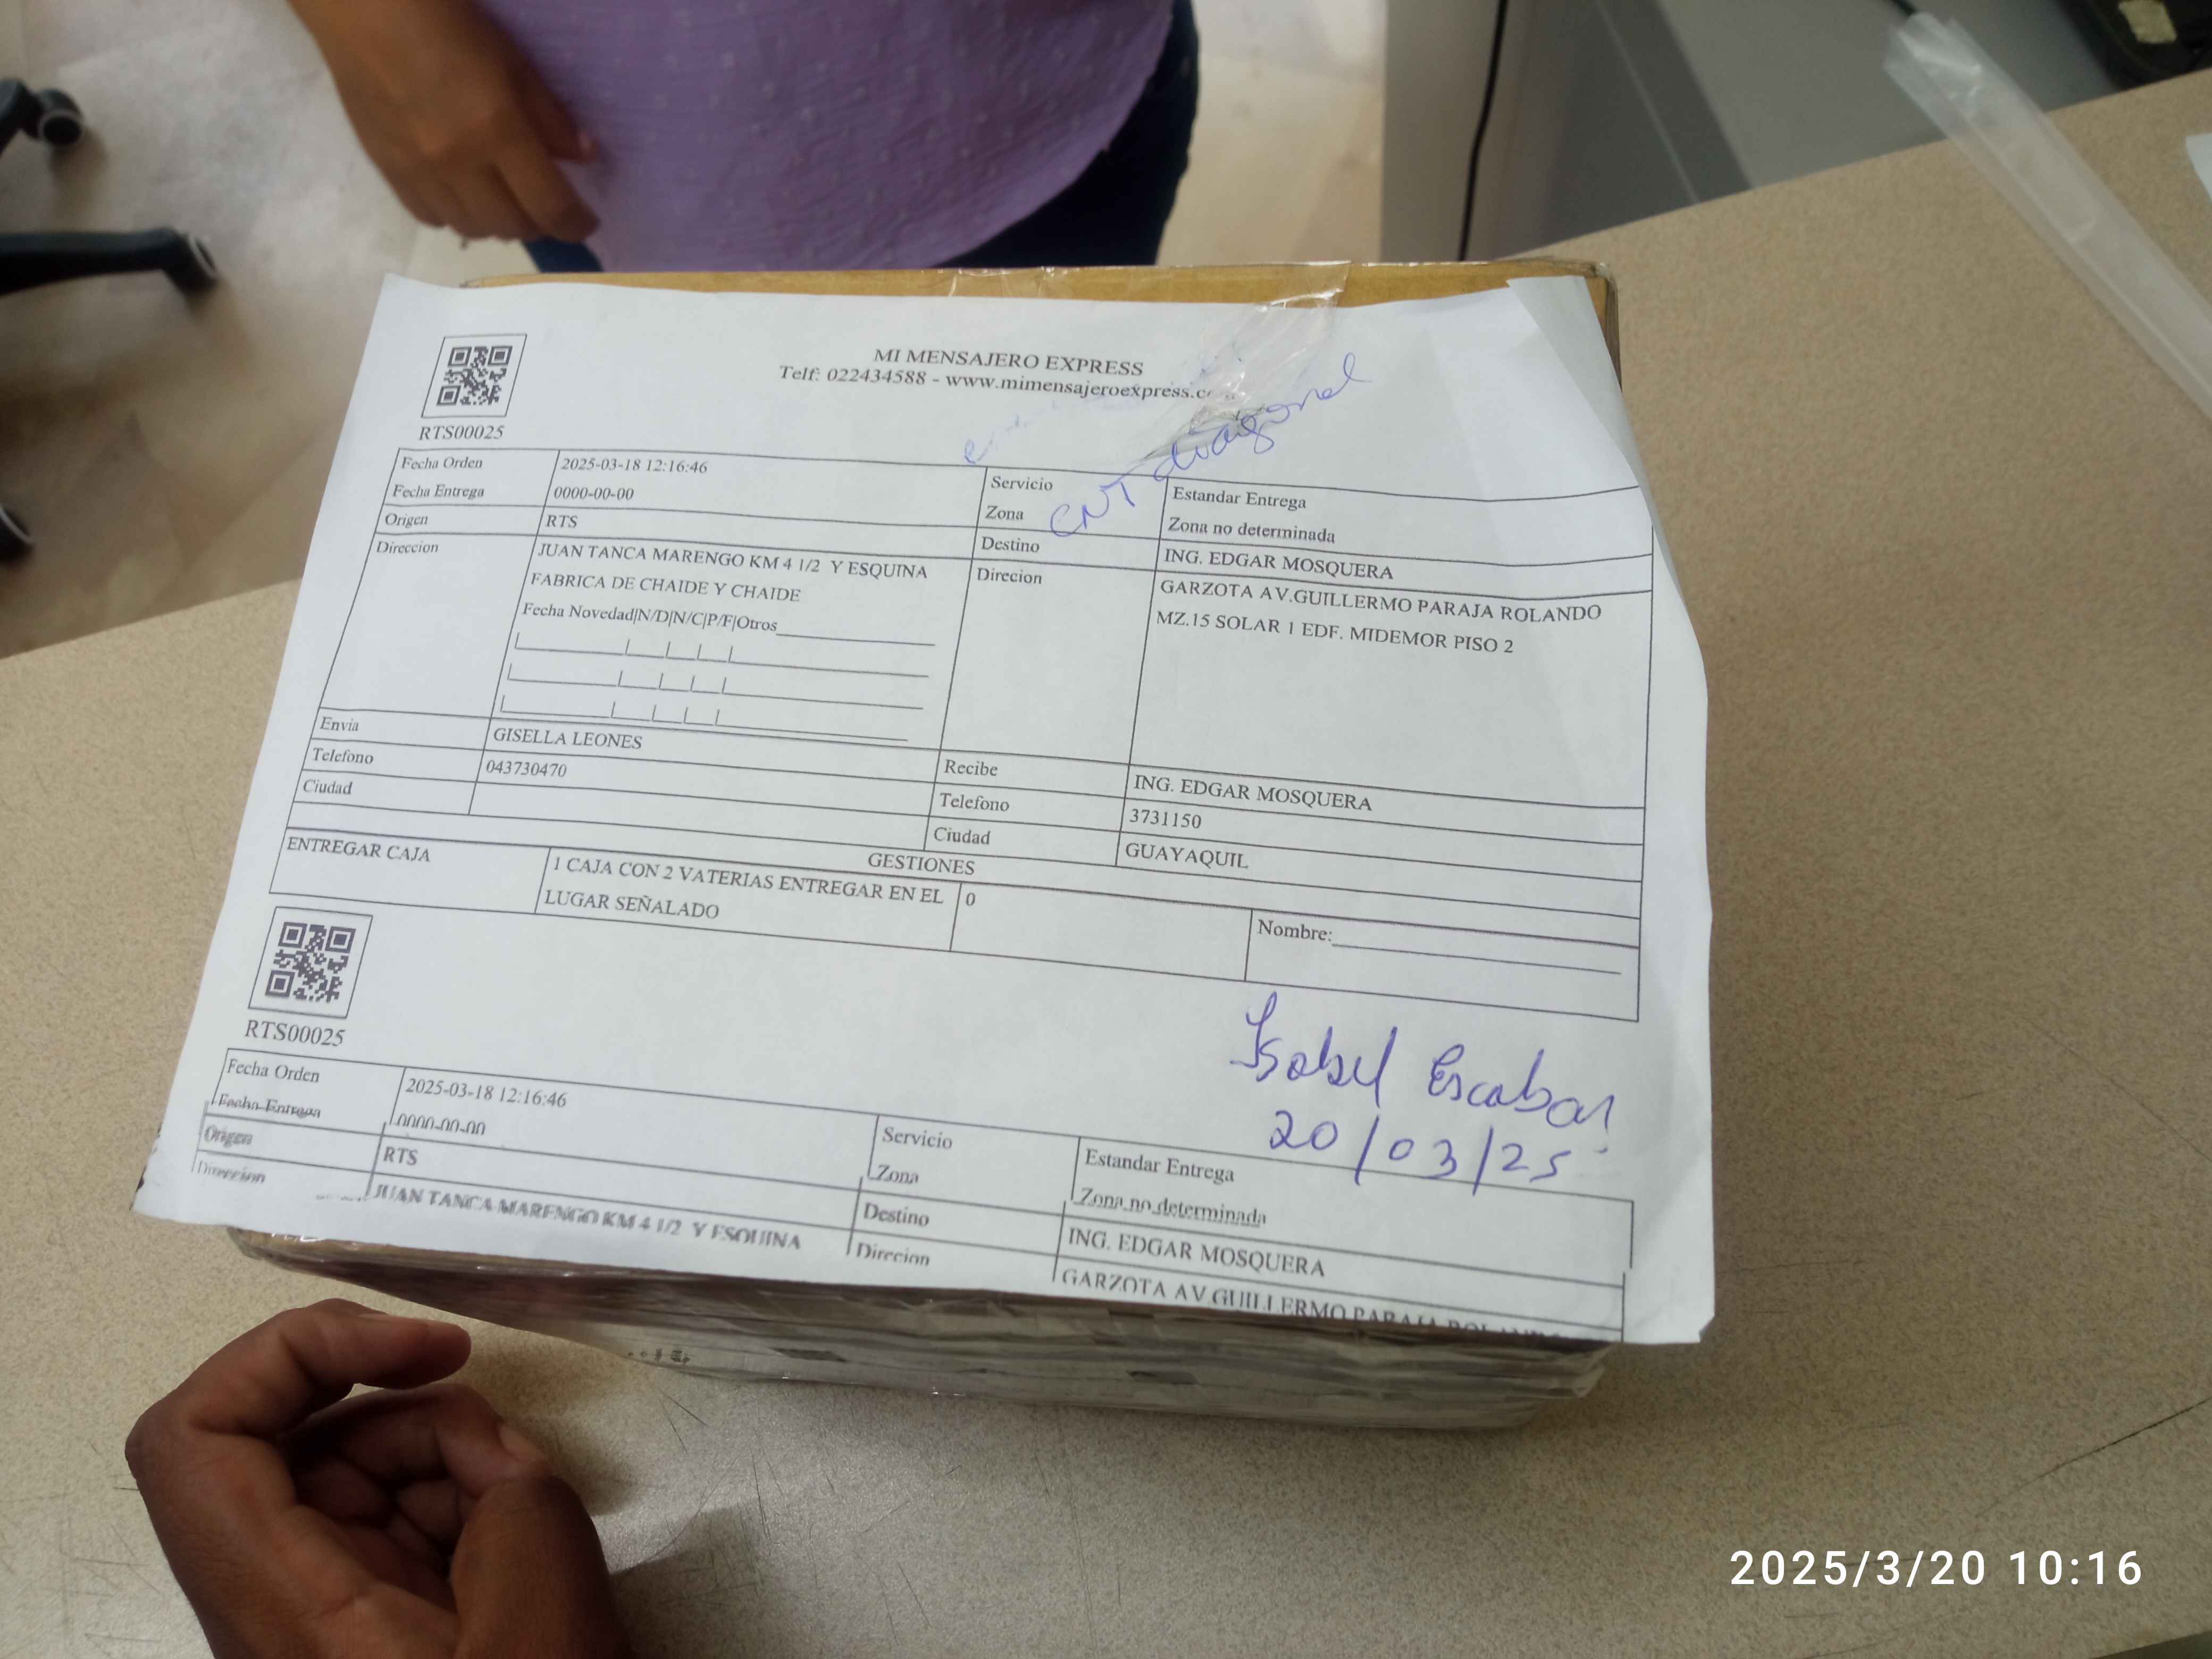 MI MENSAJERO EXPRESS
Telf: 022434588 - www.mimensajeroexpress.c
RTS00025
CNT diagonal
Fecha Orden 2025-03-18 12:16:46 Servicio Estandar Entrega
Fecha Entrega 0000-00-00 Zona Zona no determinada
Origen RTS Destino ING. EDGAR MOSQUERA
Direccion JUAN TANCA MARENGO KM 4 1/2 Y ESQUINA Direcion GARZOTA AV.GUILLERMO PARAJA ROLANDO
FABRICA DE CHAIDE Y CHAIDE MZ.15 SOLAR 1 EDF. MIDEMOR PISO 2
Fecha Novedad|N/D|N/C|P/F|Otros
Envia GISELLA LEONES Recibe ING. EDGAR MOSQUERA
Telefono 043730470 Telefono 3731150
Ciudad Ciudad GUAYAQUIL
GESTIONES
ENTREGAR CAJA 1 CAJA CON 2 VATERIAS ENTREGAR EN EL 0 Nombre:
LUGAR SEÑALADO
RTS00025
Isabel Escobar
20/03/25
Fecha Orden 2025-03-18 12:16:46 Servicio Estandar Entrega
Fecha Entrega 0000-00-00 Zona Zona no determinada
Origen RTS Destino ING. EDGAR MOSQUERA
Direccion JUAN TANCA MARENGO KM 4 1/2 Y ESQUINA Direcion GARZOTA AV.GUILLERMO PARAJA ROLANDO
2025/3/20 10:16